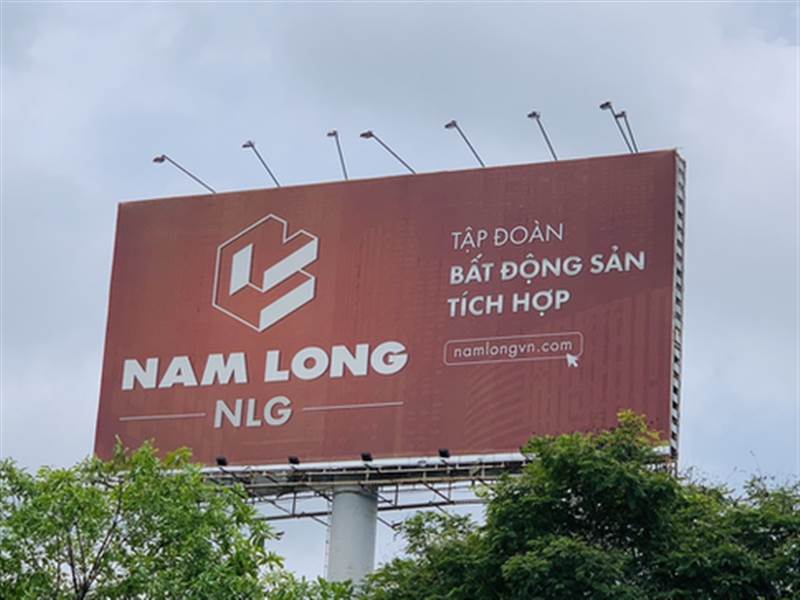 NAM LONG
NLG
TẬP ĐOÀN
BẤT ĐỘNG SẢN
TÍCH HỢP
namlongvn.com